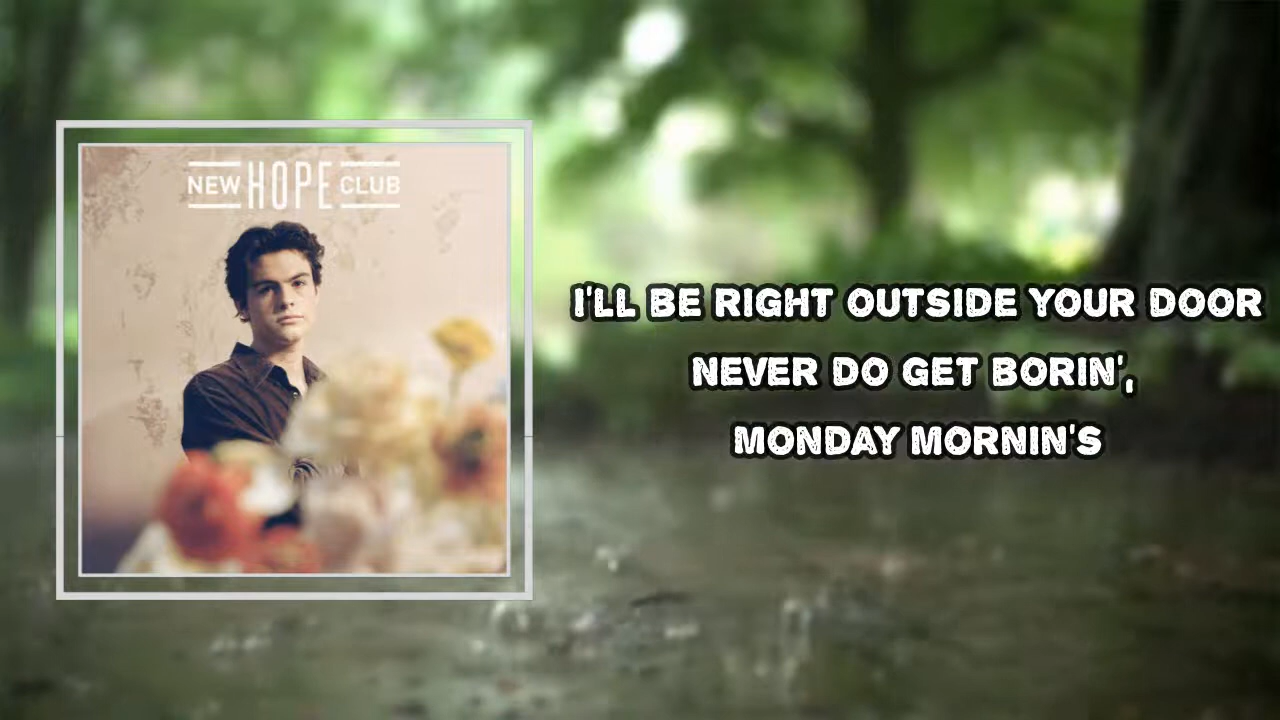 NEW HOPE CLUB
I'LL BE RIGHT OUTSIDE YOUR DOOR
NEVER DO GET BORIN',
MONDAY MORNIN'S